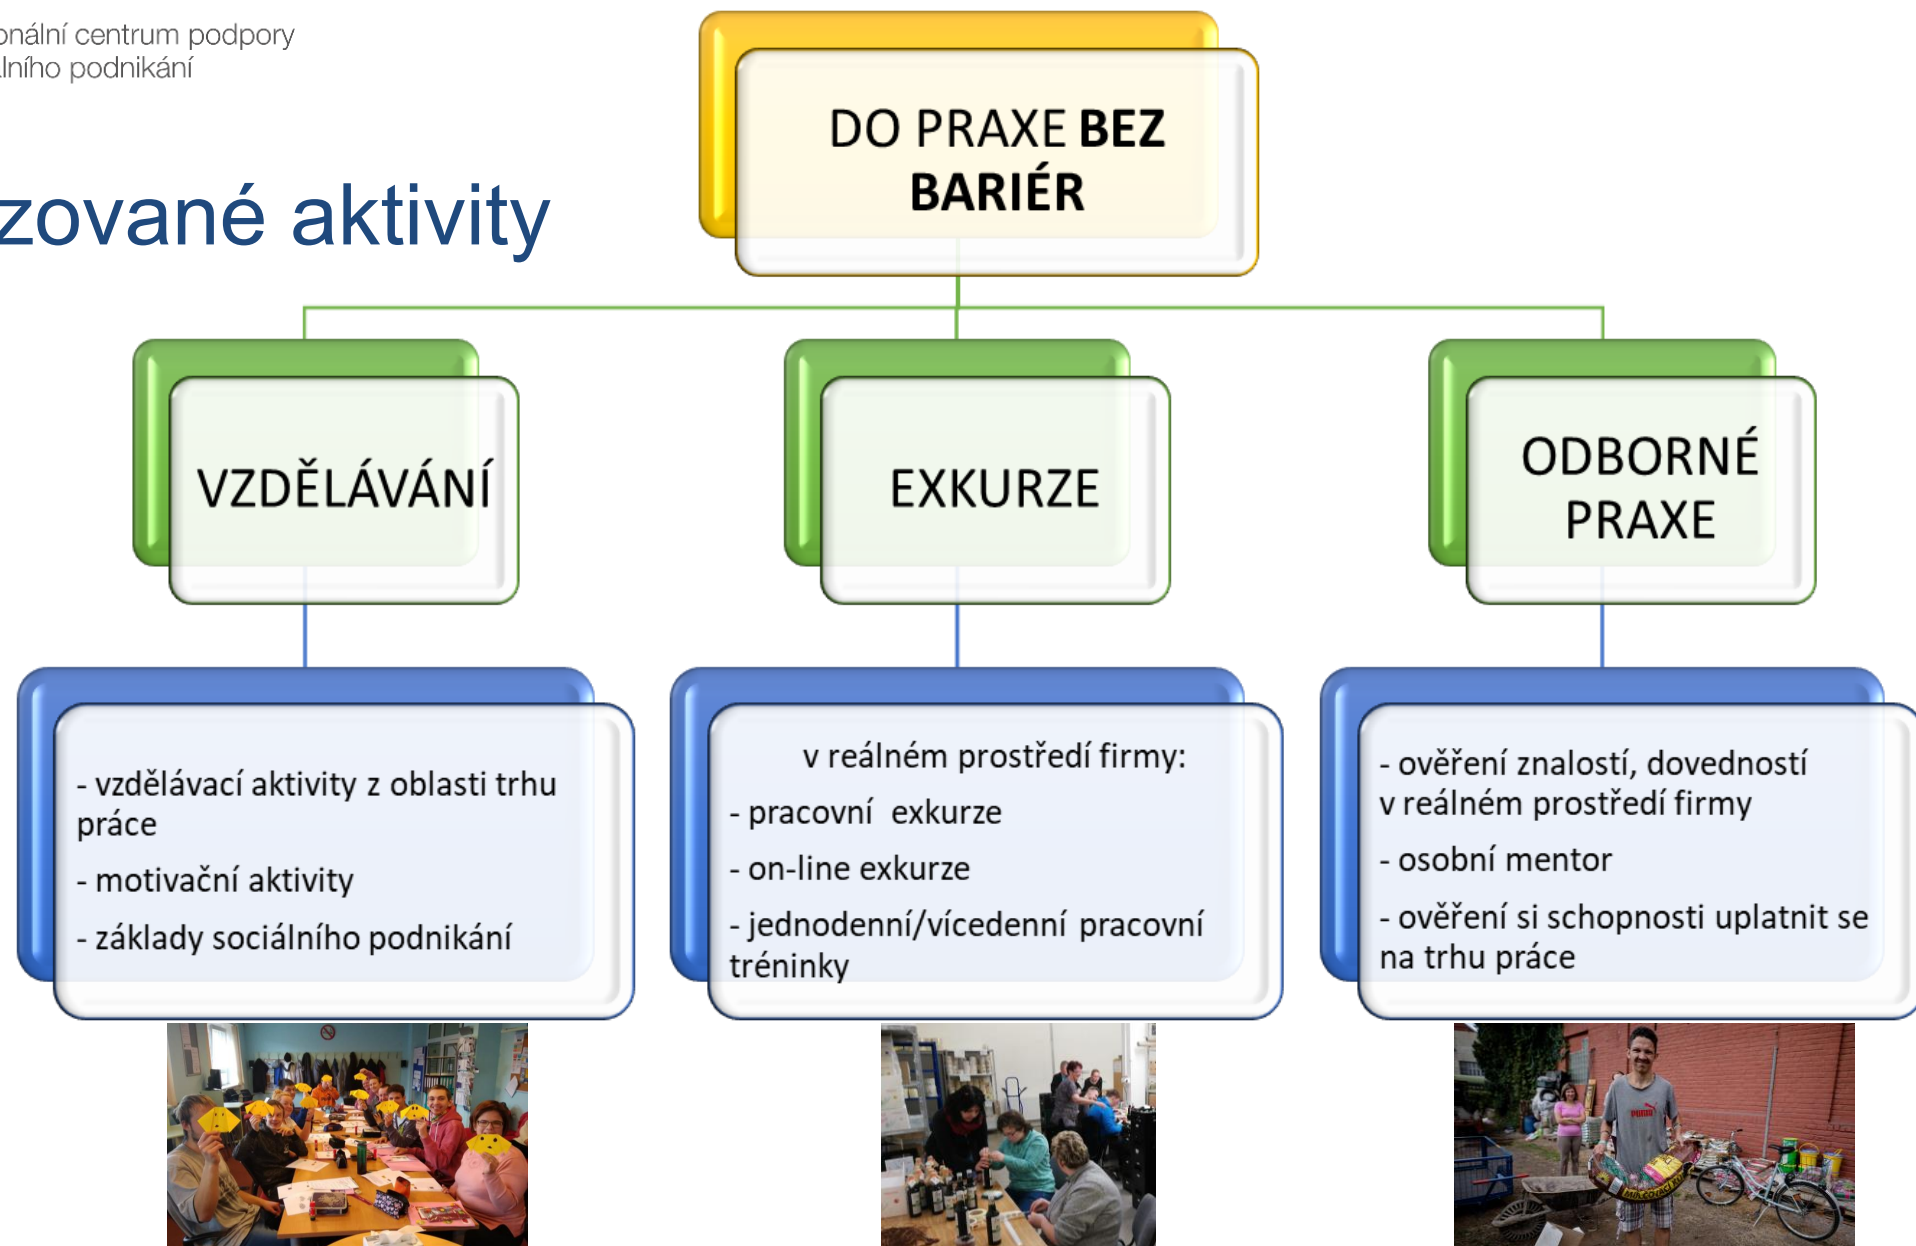 onální centrum podpory
lního podnikání
zované aktivity
DO PRAXE BEZ
BARIÉR
VZDĚLÁVÁNÍ
EXKURZE
ODBORNÉ
PRAXE
- vzdělávací aktivity z oblasti trhu
práce
- motivační aktivity
- základy sociálního podnikání
v reálném prostředí firmy:
- pracovní exkurze
- on-line exkurze
- jednodenní/vícedenní pracovní
tréninky
- ověření znalostí, dovedností
v reálném prostředí firmy
- osobní mentor
- ověření si schopnosti uplatnit se
na trhu práce
PUMA